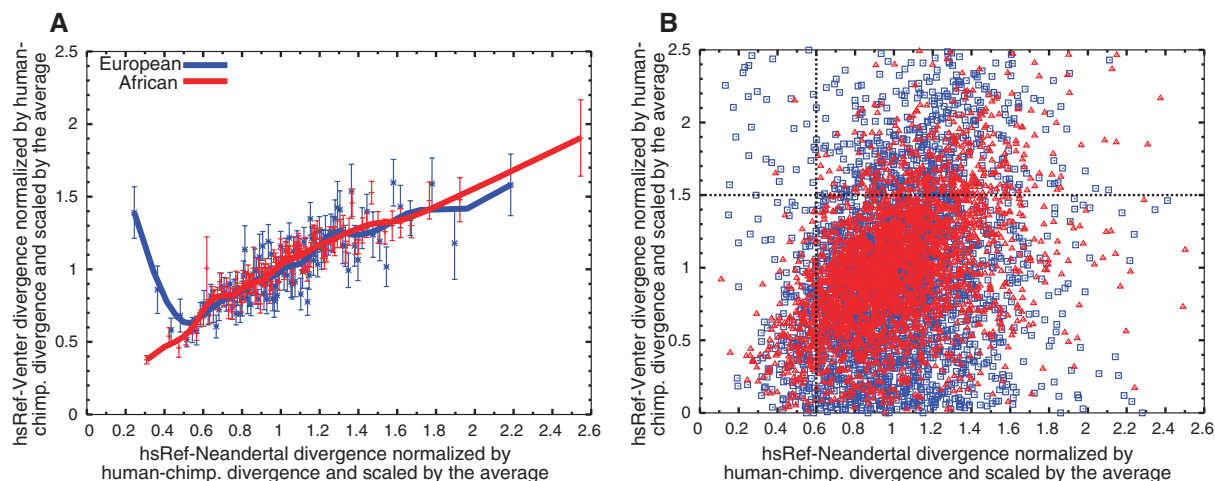 A
hsRef-Venter divergence normalized by human-
chimp. divergence and scaled by the average
2.5
2
1.5
1
0.5
0
European
African
0 0.2 0.4 0.6 0.8 1 1.2 1.4 1.6 1.8 2 2.2 2.4 2.6
hsRef-Neandertal divergence normalized by
human-chimp. divergence and scaled by the average
B
hsRef-Venter divergence normalized by human-
chimp. divergence and scaled by the average
2.5
2
1.5
1
0.5
0
0 0.2 0.4 0.6 0.8 1 1.2 1.4 1.6 1.8 2 2.2 2.4 2.6
hsRef-Neandertal divergence normalized by
human-chimp. divergence and scaled by the average